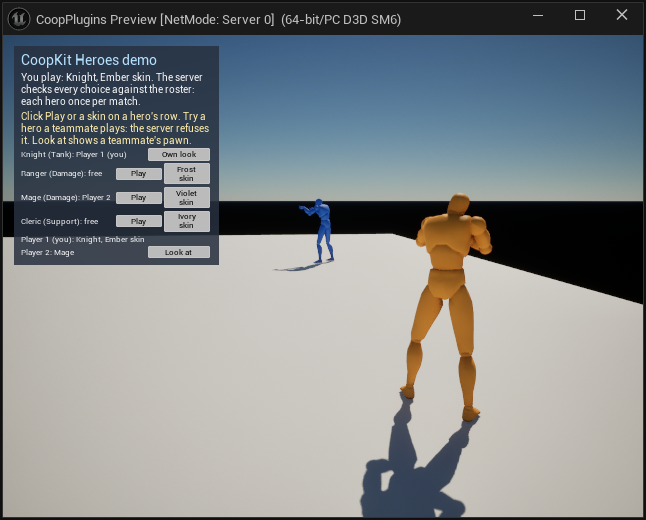 CoopPlugins Preview [NetMode: Server 0] (64-bit/PC D3D SM6)
CoopKit Heroes demo
You play: Knight, Ember skin. The server
checks every choice against the roster:
each hero once per match.
Click Play or a skin on a hero's row. Try a
hero a teammate plays: the server refuses
it. Look at shows a teammate's pawn.
Knight (Tank): Player 1 (you) Own look
Ranger (Damage): free Play Frost skin
Mage (Damage): Player 2 Play Violet skin
Cleric (Support): free Play Ivory skin
Player 1 (you): Knight, Ember skin
Player 2: Mage Look at